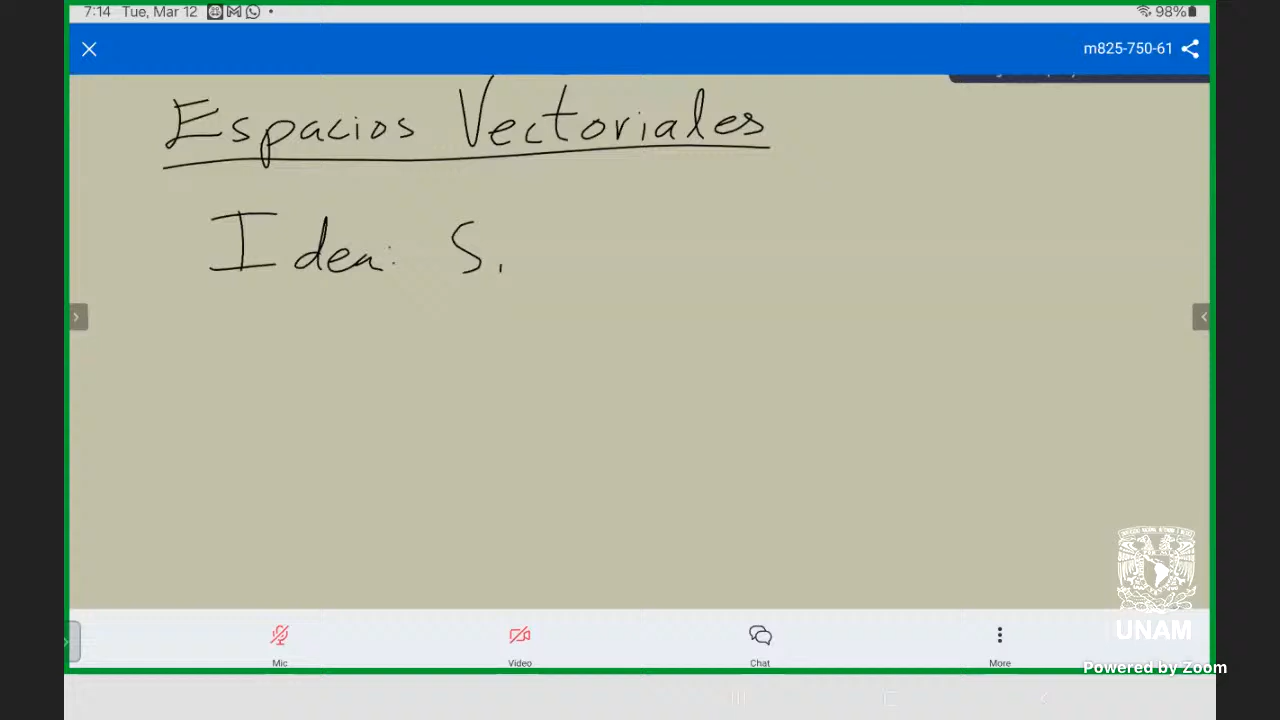 7:14 Tue, Mar 12
98%
m825-750-61
Espacios Vectoriales
Idea: S
Mic
Video
Chat
More
UNAM
Powered by Zoom